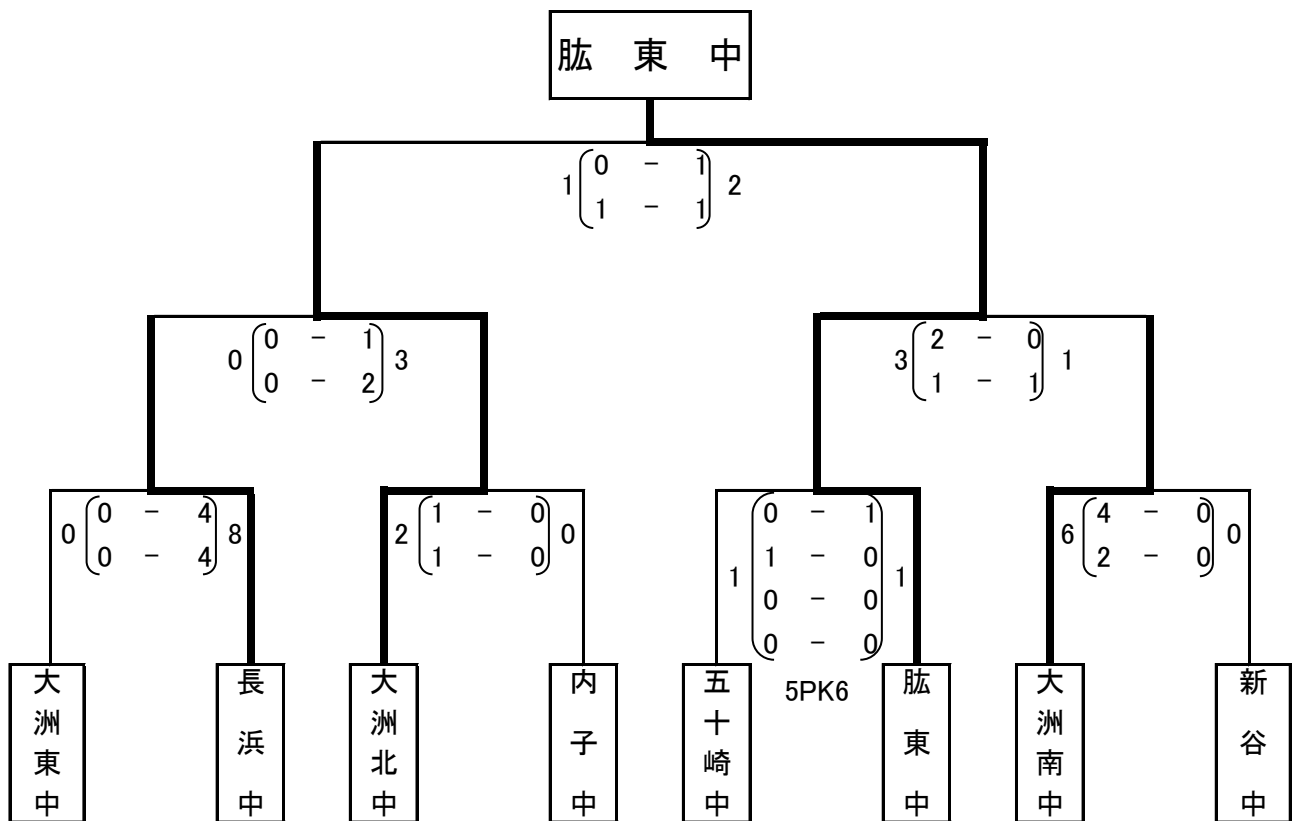 肱東中
0 - 1
1 2
1 - 1
0 - 1
0 3
0 - 2
2 - 0
3 1
1 - 1
0 - 4
0 8
0 - 4
1 - 0
2 0
1 - 0
0 - 1
1 - 0
1 1
0 - 0
0 - 0
4 - 0
6 0
2 - 0
5PK6
大洲東中
長浜中
大洲北中
内子中
五十崎中
肱東中
大洲南中
新谷中